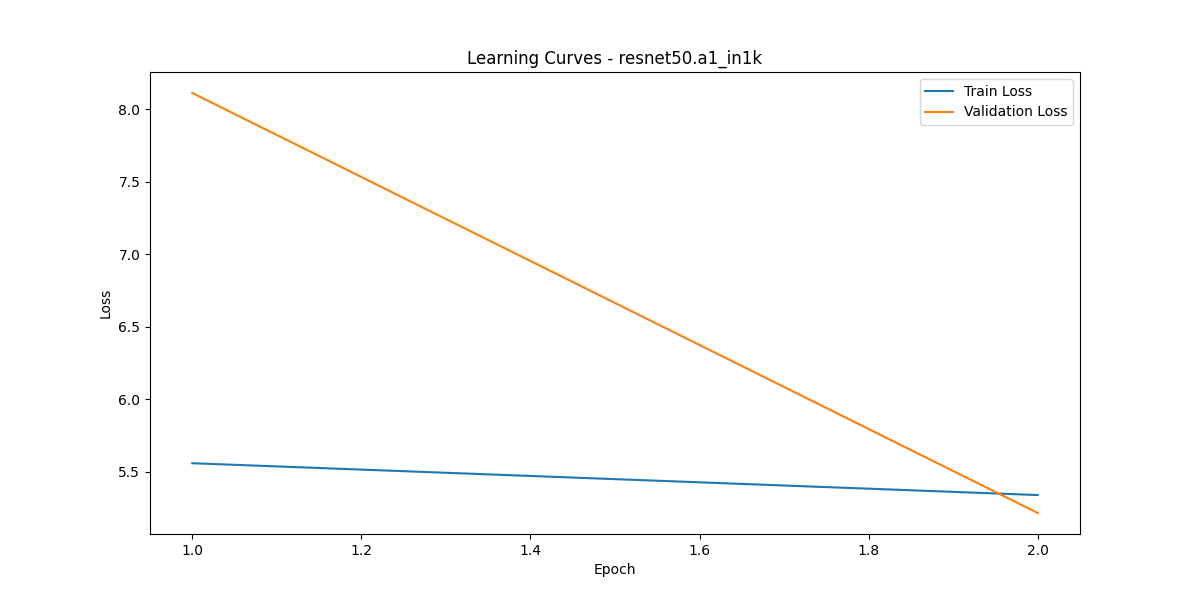 Learning Curves - resnet50.a1_in1k
Train Loss
Validation Loss
8.0
7.5
7.0
6.5
6.0
5.5
Loss
1.0 1.2 1.4 1.6 1.8 2.0
Epoch